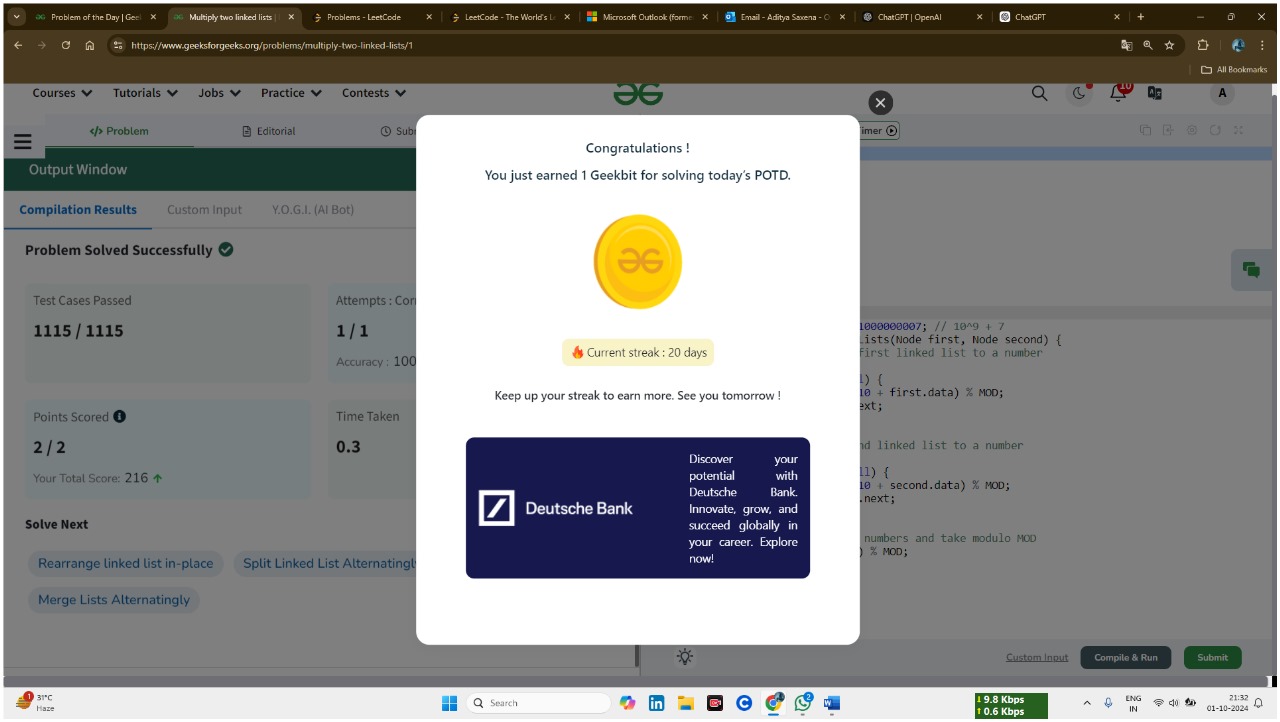 Problem of the Day | Geek
Multiply two linked lists |
Problems - LeetCode
LeetCode - The World's L
Microsoft Outlook (forme
Email - Aditya Saxena - O
ChatGPT | OpenAI
ChatGPT
https://www.geeksforgeeks.org/problems/multiply-two-linked-lists/1
All Bookmarks
Courses
Tutorials
Jobs
Practice
Contests
10
A
Problem
Editorial
Timer
Output Window
Compilation Results
Custom Input
Y.O.G.I. (AI Bot)
Problem Solved Successfully
Test Cases Passed
1115 / 1115
Attempts : Corr
1 / 1
Accuracy : 100
Points Scored
2 / 2
Your Total Score: 216
Time Taken
0.3
Solve Next
Rearrange linked list in-place
Split Linked List Alternatingly
Merge Lists Alternatingly
Congratulations !
You just earned 1 Geekbit for solving today's POTD.
Current streak : 20 days
Keep up your streak to earn more. See you tomorrow !
Deutsche Bank
Discover your
potential with
Deutsche Bank.
Innovate, grow, and
succeed globally in
your career. Explore
now!
1000000007; // 10^9 + 7
Lists(Node first, Node second) {
first linked list to a number
l) {
10 + first.data) % MOD;
ext;
nd linked list to a number
ll) {
10 + second.data) % MOD;
.next;
numbers and take modulo MOD
) % MOD;
Custom Input
Compile & Run
Submit
1
31°C
Haze
Search
2
9.8 Kbps
0.6 Kbps
ENG
IN
21:32
01-10-2024